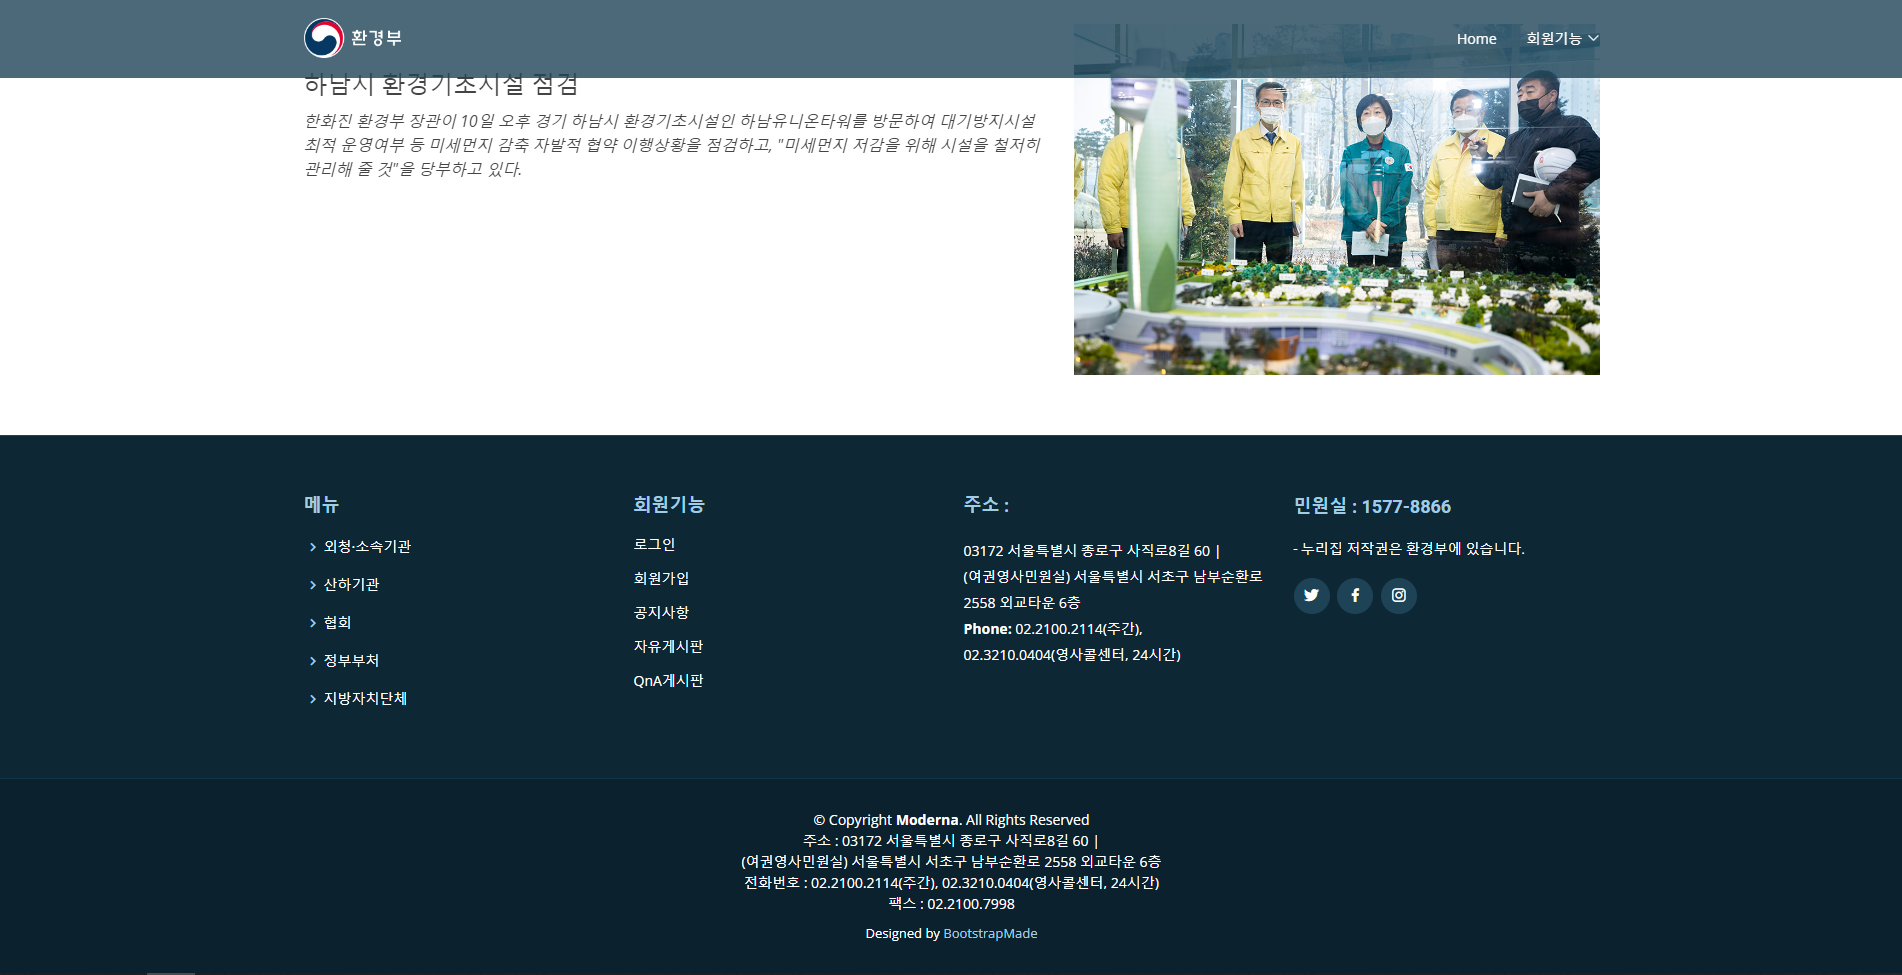 환경부
Home
회원기능
하남시 환경기초시설 점검
한화진 환경부 장관이 10일 오후 경기 하남시 환경기초시설인 하남유니온타워를 방문하여 대기방지시설
최적 운영여부 등 미세먼지 감축 자발적 협약 이행상황을 점검하고, "미세먼지 저감을 위해 시설을 철저히
관리해 줄 것"을 당부하고 있다.
메뉴
외청·소속기관
산하기관
협회
정부부처
지방자치단체
회원기능
로그인
회원가입
공지사항
자유게시판
QnA게시판
주소 :
03172 서울특별시 종로구 사직로8길 60 |
(여권영사민원실) 서울특별시 서초구 남부순환로
2558 외교타운 6층
Phone: 02.2100.2114(주간),
02.3210.0404(영사콜센터, 24시간)
민원실 : 1577-8866
- 누리집 저작권은 환경부에 있습니다.
© Copyright Moderna. All Rights Reserved
주소 : 03172 서울특별시 종로구 사직로8길 60 |
(여권영사민원실) 서울특별시 서초구 남부순환로 2558 외교타운 6층
전화번호 : 02.2100.2114(주간), 02.3210.0404(영사콜센터, 24시간)
팩스 : 02.2100.7998
Designed by BootstrapMade